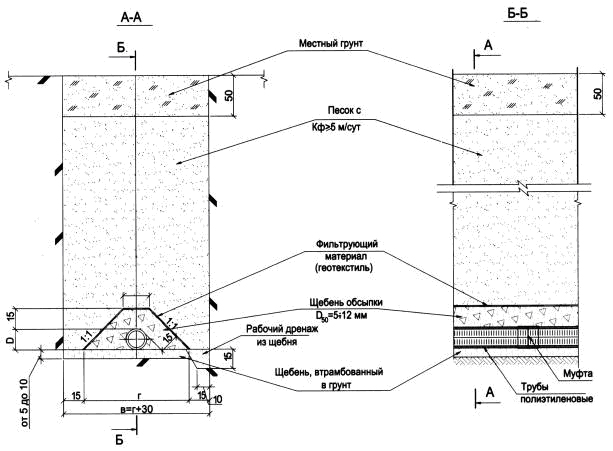 А-А
Б-Б
Б
А
Местный грунт
50
50
Песок с
Кф≥5 м/сут
Фильтрующий
материал
(геотекстиль)
15
1:1
1:1
Щебень обсыпки
D50=5÷12 мм
D
15
Рабочий дренаж
из щебня
15
Щебень, втрамбованный
в грунт
Муфта
Трубы
полиэтиленовые
от 5 до 10
15
г
15
10
в=г+30
Б
А